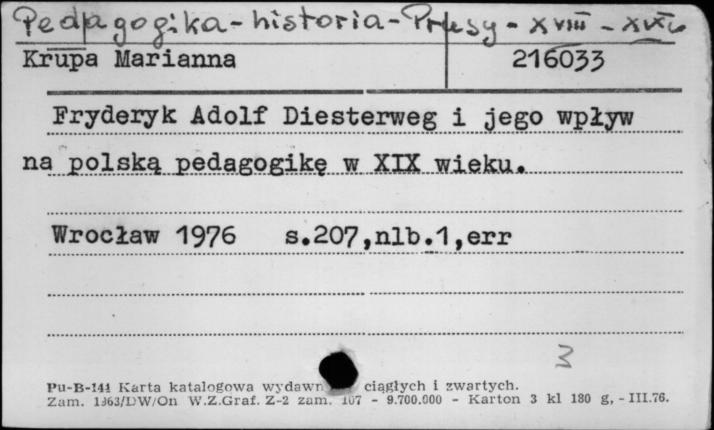 Pedagogika - historia - Prusy - XVIII - XIX w
Krupa Marianna 216033
Fryderyk Adolf Diesterweg i jego wpływ
na polską pedagogikę w XIX wieku.
Wrocław 1976 s.207,nlb.1,err
3
Pu-B-141 Karta katalogowa wydawn ciągłych i zwartych.
Zam. 1363/DW/On W.Z.Graf. Z-2 zam. 107 - 9.700.000 - Karton 3 kl 180 g, - III.76.